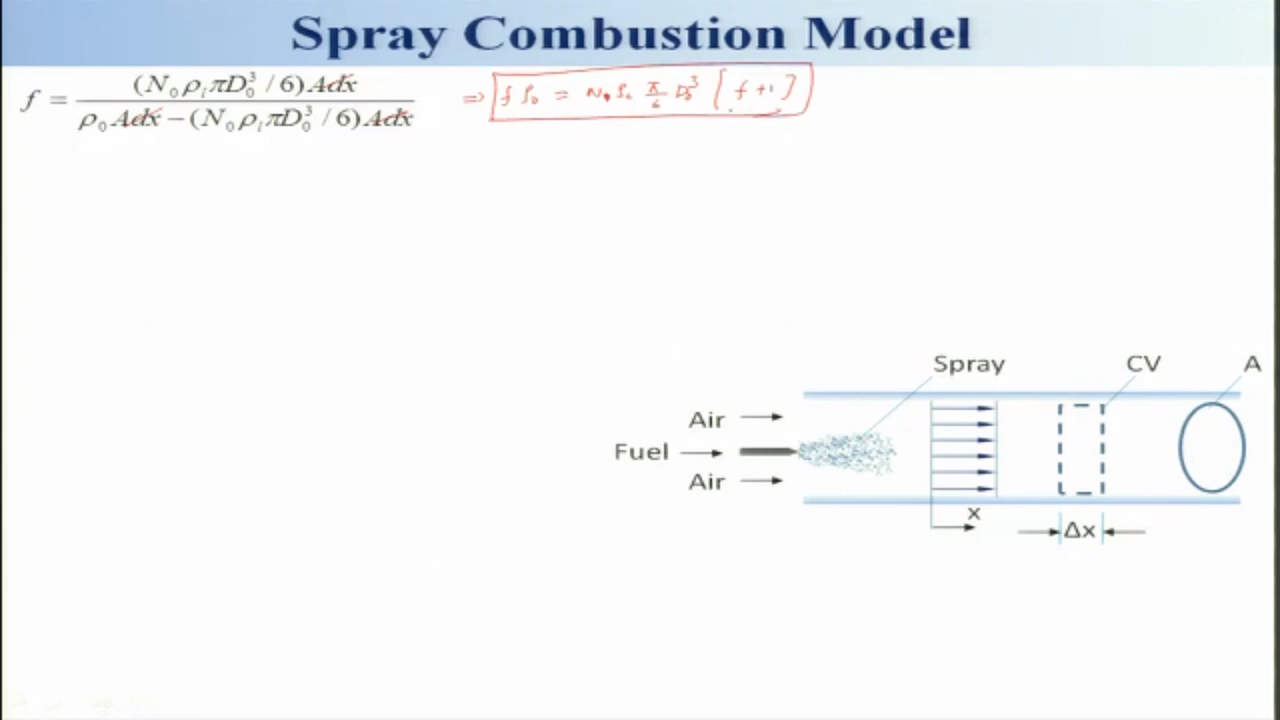 Spray Combustion Model
f = (N₀ρₗπD₀³ / 6)Adx / ρ₀Adx − (N₀ρₗπD₀³ / 6)Adx ⇒ f ρ₀ = N₀ ρₗ π/6 D₀³ [f+1]
Spray CV A
Air
Fuel
Air
x
Δx